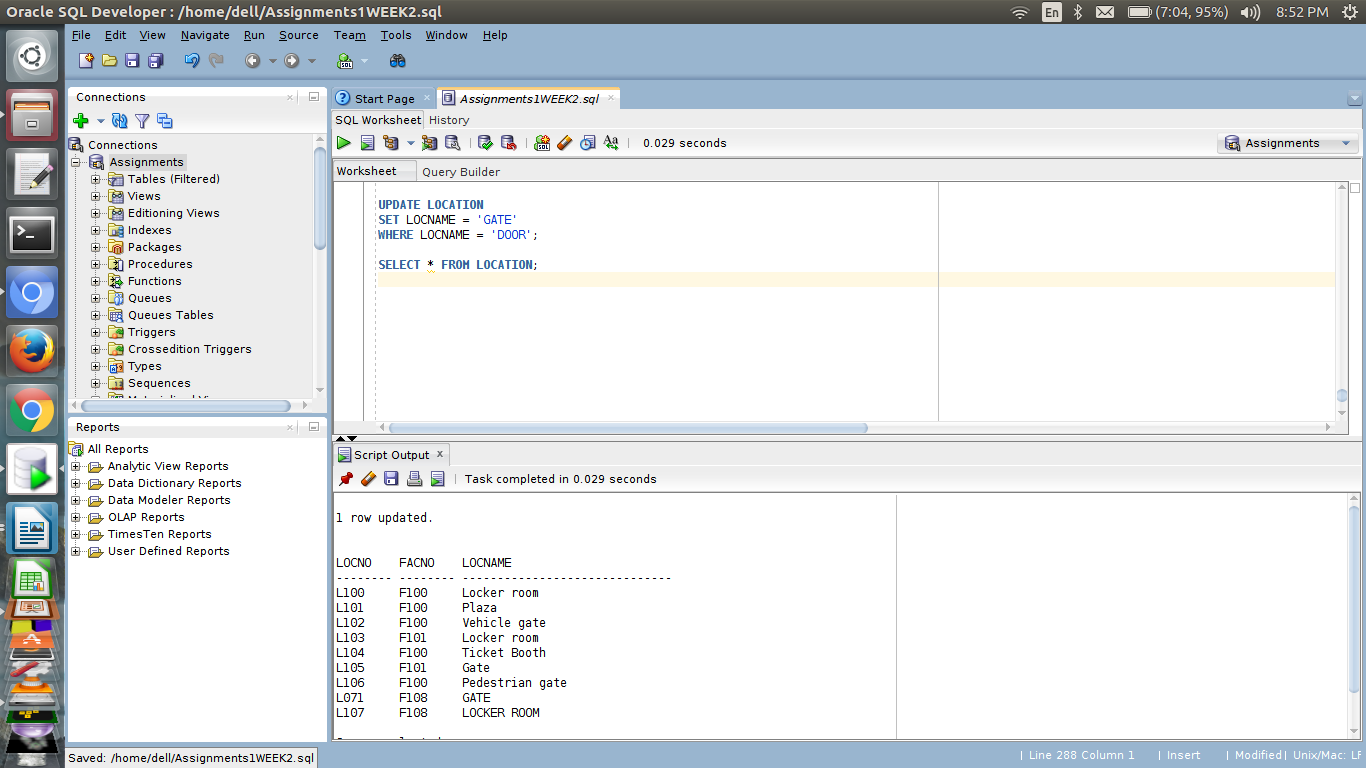 Oracle SQL Developer : /home/dell/Assignments1WEEK2.sql
En
(7:04, 95%)
8:52 PM
File Edit View Navigate Run Source Team Tools Window Help
Connections
Connections
Assignments
Tables (Filtered)
Views
Editioning Views
Indexes
Packages
Procedures
Functions
Queues
Queues Tables
Triggers
Crossedition Triggers
Types
Sequences
Reports
All Reports
Analytic View Reports
Data Dictionary Reports
Data Modeler Reports
OLAP Reports
TimesTen Reports
User Defined Reports
Start Page
Assignments1WEEK2.sql
SQL Worksheet History
0.029 seconds
Assignments
Worksheet
Query Builder
UPDATE LOCATION
SET LOCNAME = 'GATE'
WHERE LOCNAME = 'DOOR';
SELECT * FROM LOCATION;
Script Output x
Task completed in 0.029 seconds
1 row updated.
LOCNO FACNO LOCNAME
-------- -------- ------------------------------
L100 F100 Locker room
L101 F100 Plaza
L102 F100 Vehicle gate
L103 F101 Locker room
L104 F100 Ticket Booth
L105 F101 Gate
L106 F100 Pedestrian gate
L071 F108 GATE
L107 F108 LOCKER ROOM
Saved: /home/dell/Assignments1WEEK2.sql
| Line 288 Column 1 | Insert | Modified| Unix/Mac: LF